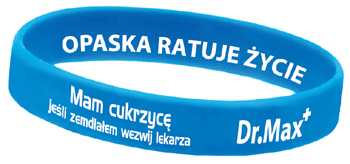 OPASKA RATUJE ŻYCIE
Mam cukrzycę
jeśli zemdlałem wezwij lekarza
Dr.Max+